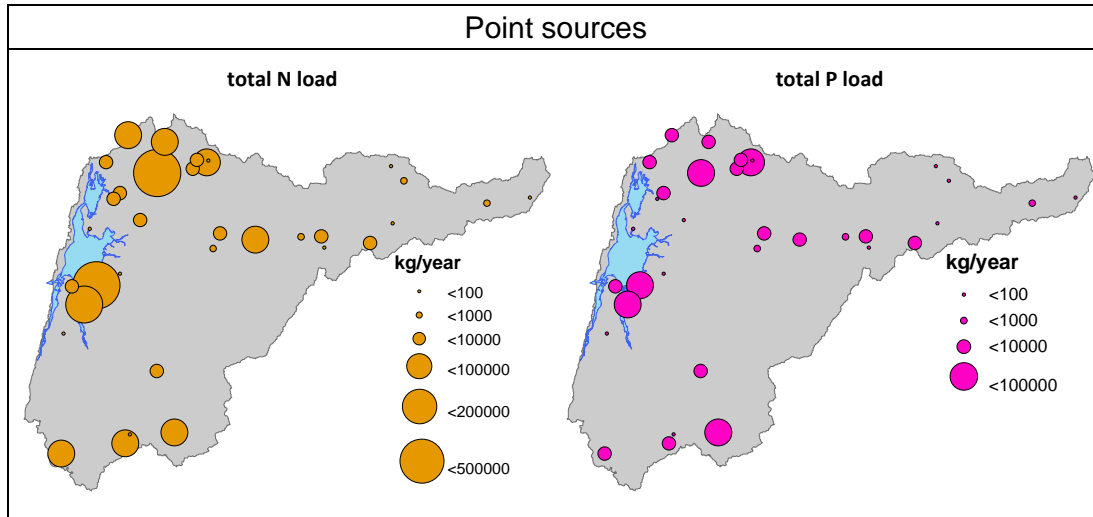 Point sources
total N load
total P load
kg/year
<100
<1000
<10000
<100000
<200000
<500000
kg/year
<100
<1000
<10000
<100000